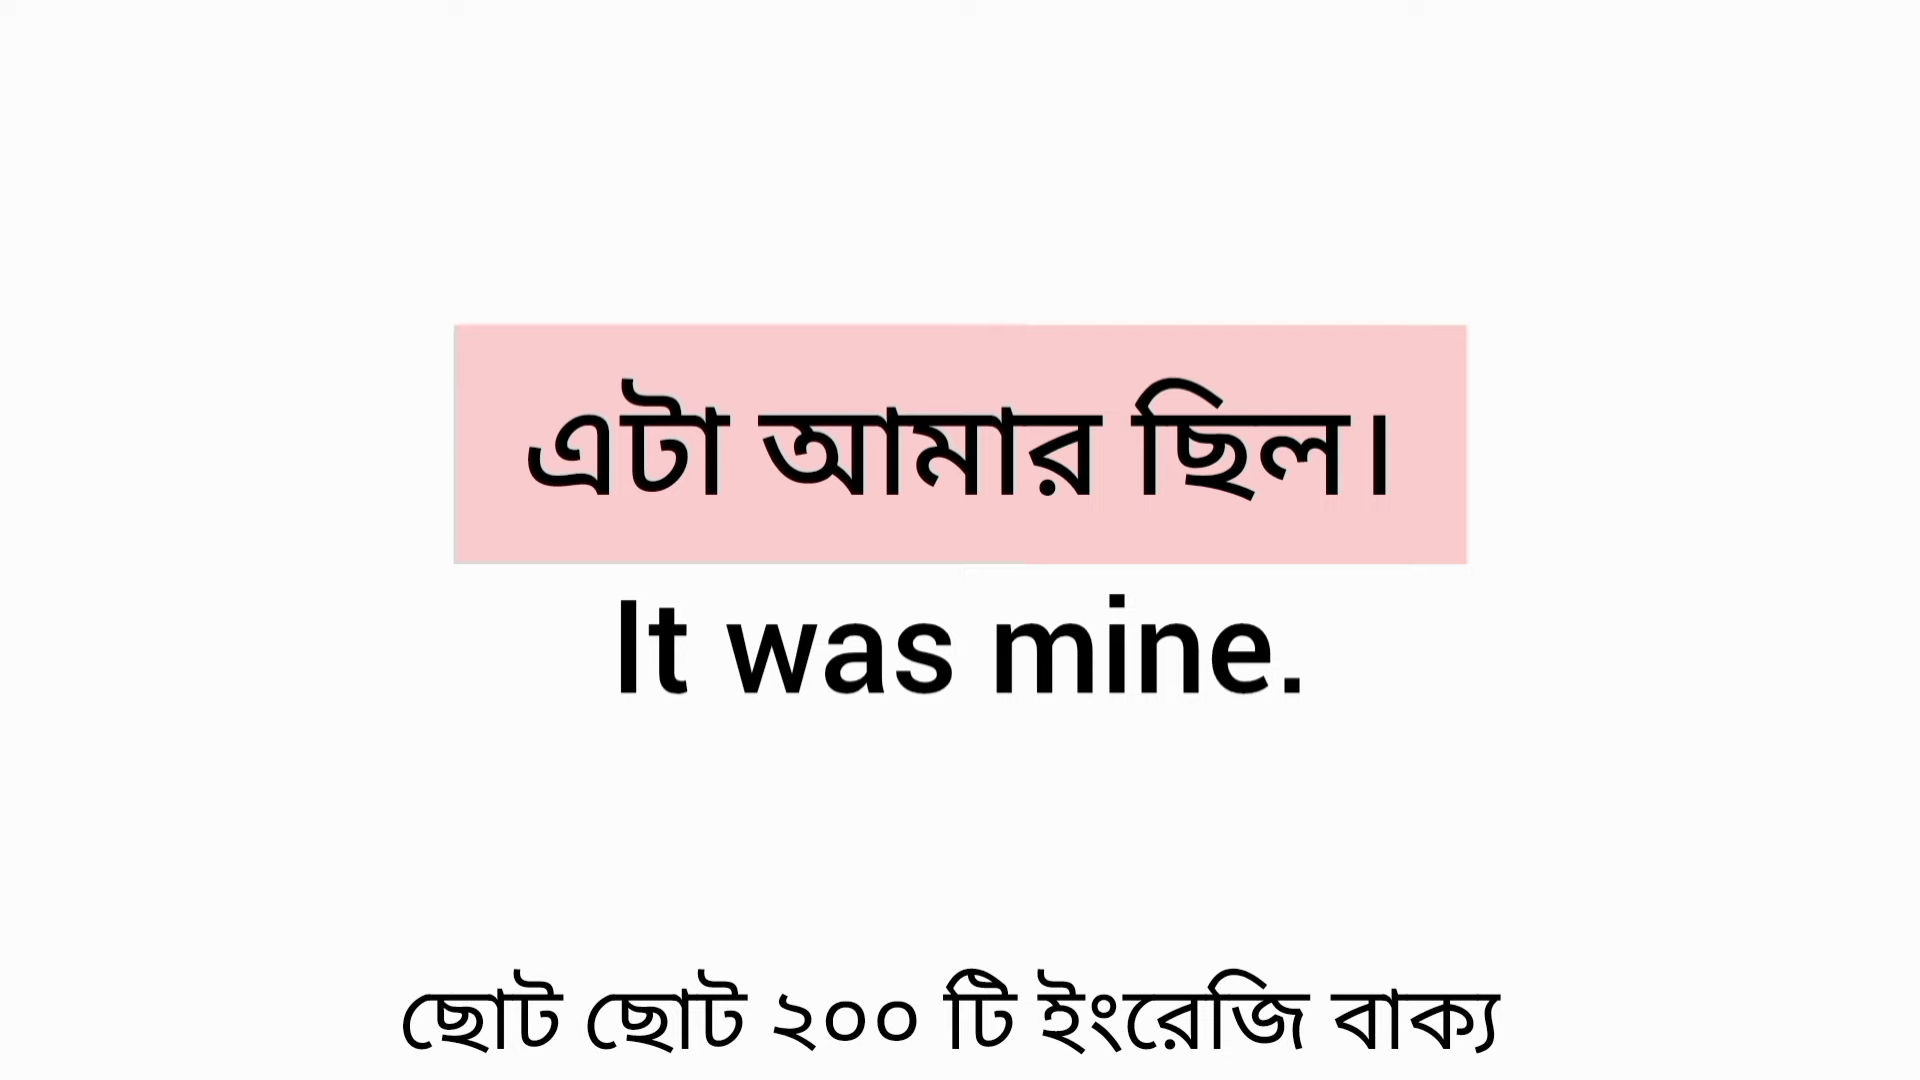 এটা আমার ছিল।
It was mine.
ছোট ছোট ২০০ টি ইংরেজি বাক্য